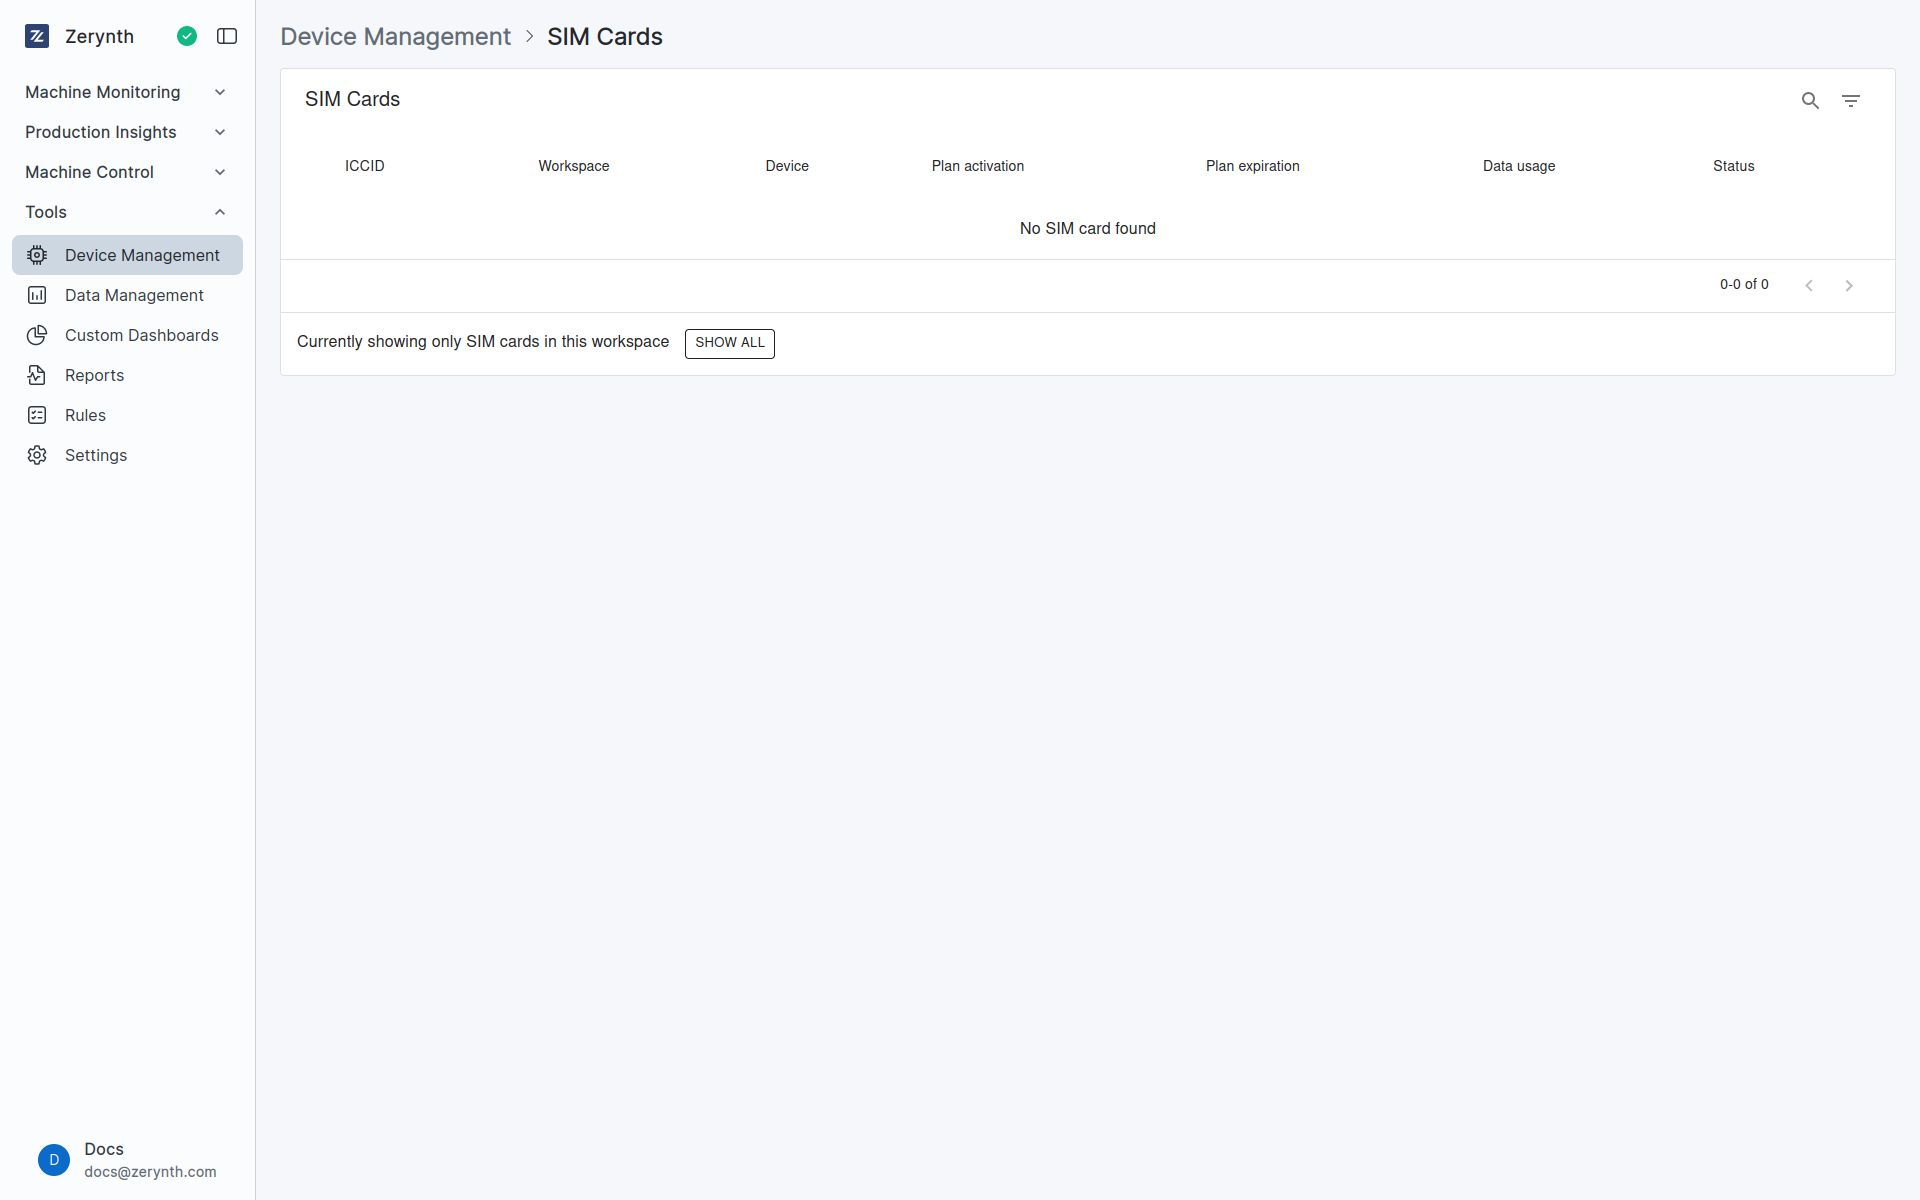 Zerynth
Machine Monitoring
Production Insights
Machine Control
Tools
Device Management
Data Management
Custom Dashboards
Reports
Rules
Settings
D
Docs
docs@zerynth.com
Device Management > SIM Cards
SIM Cards
ICCID Workspace Device Plan activation Plan expiration Data usage Status
No SIM card found
0-0 of 0
Currently showing only SIM cards in this workspace SHOW ALL